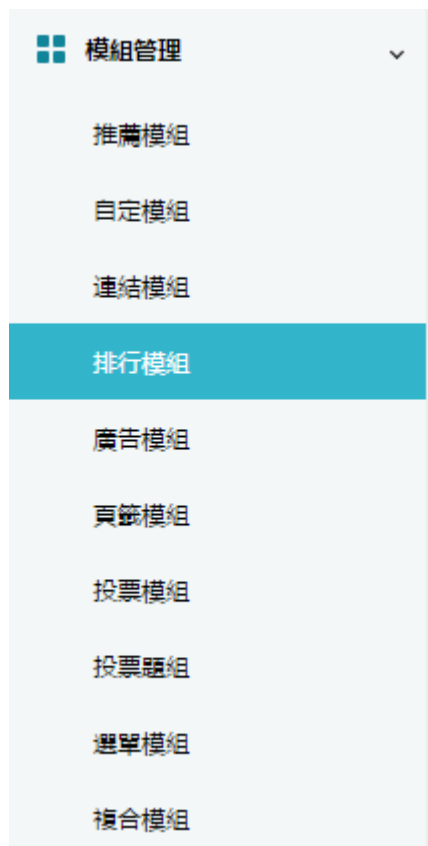 模組管理
推薦模組
自定模組
連結模組
排行模組
廣告模組
頁籤模組
投票模組
投票題組
選單模組
複合模組